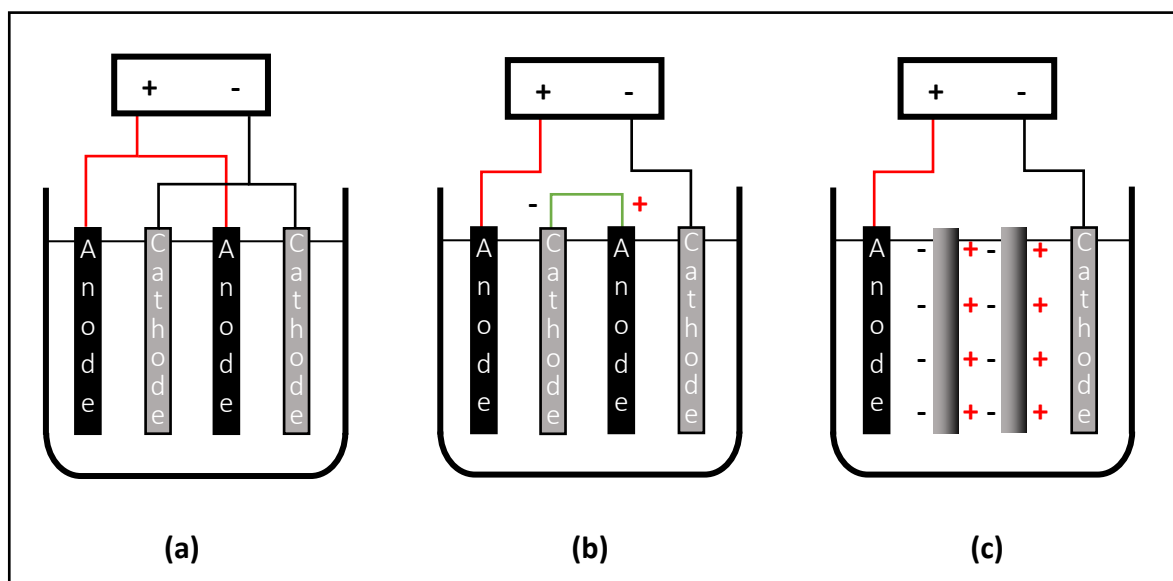 + -
Anode
Cathode
Anode
Cathode
(a)
+ -
- +
Anode
Cathode
Anode
Cathode
(b)
+ -
Anode
- + - +
- + - +
- + - +
- + - +
Cathode
(c)